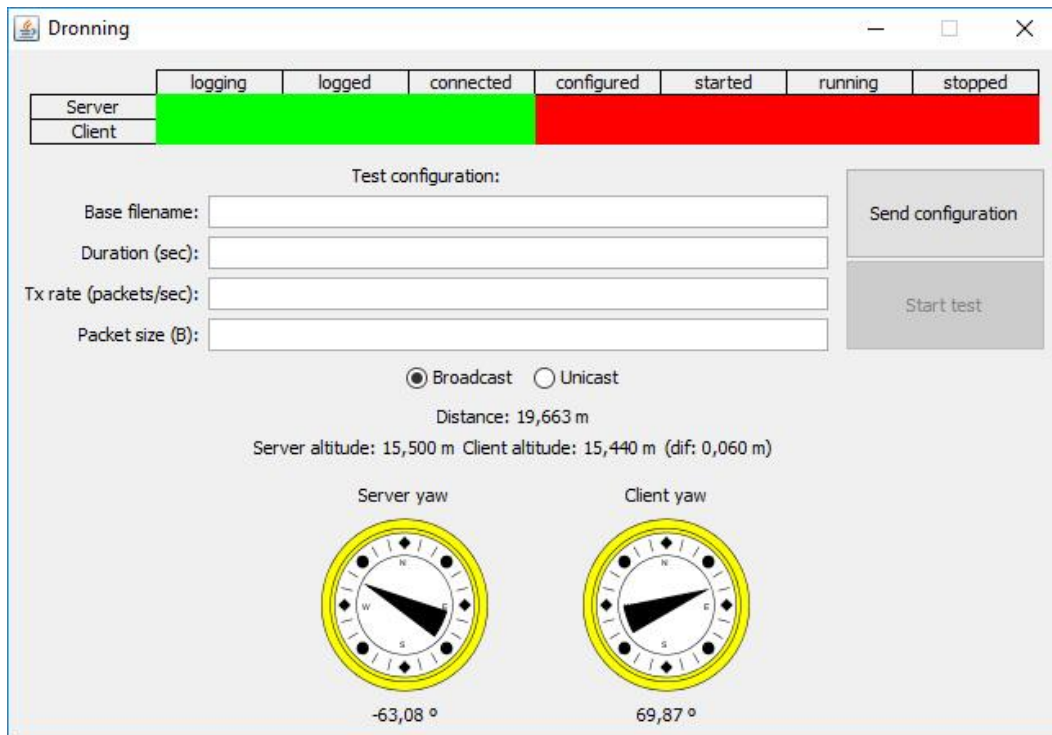 Dronning
logging logged connected configured started running stopped
Server
Client
Test configuration:
Base filename:
Send configuration
Duration (sec):
Tx rate (packets/sec):
Start test
Packet size (B):
Broadcast Unicast
Distance: 19,663 m
Server altitude: 15,500 m Client altitude: 15,440 m (dif: 0,060 m)
Server yaw Client yaw
N N
W E E
S S
-63,08 º 69,87 º